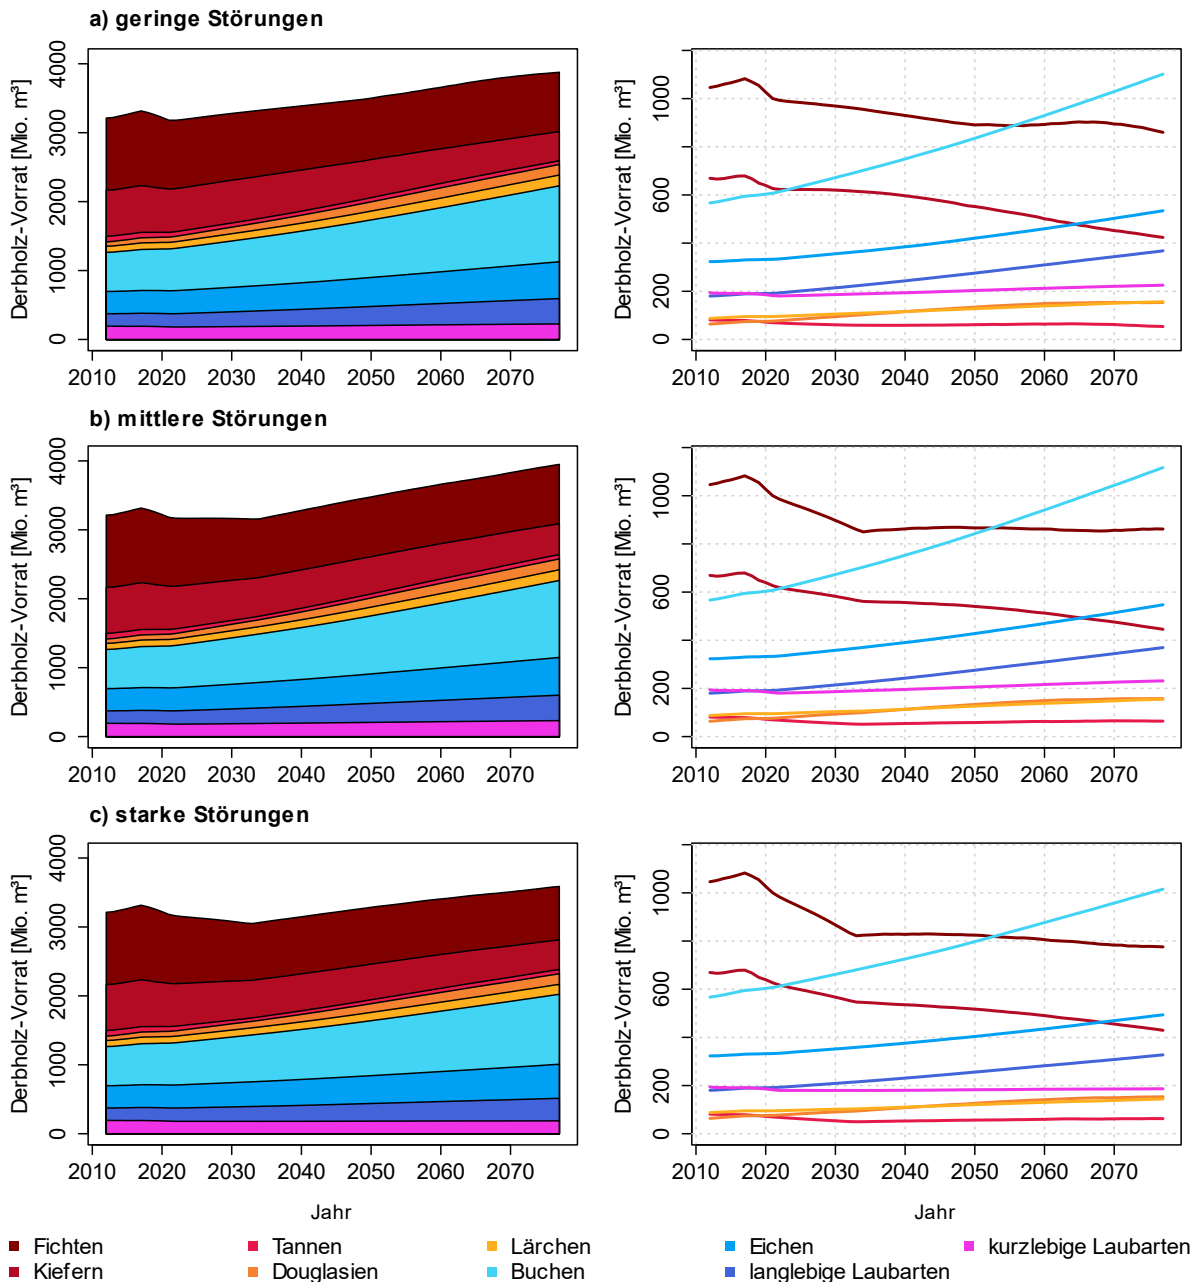 a) geringe Störungen
Derbholz-Vorrat [Mio. m³]
0 1000 2000 3000 4000
2010 2020 2030 2040 2050 2060 2070
Derbholz-Vorrat [Mio. m³]
0 200 600 1000
2010 2020 2030 2040 2050 2060 2070
b) mittlere Störungen
Derbholz-Vorrat [Mio. m³]
0 1000 2000 3000 4000
2010 2020 2030 2040 2050 2060 2070
Derbholz-Vorrat [Mio. m³]
0 200 600 1000
2010 2020 2030 2040 2050 2060 2070
c) starke Störungen
Derbholz-Vorrat [Mio. m³]
0 1000 2000 3000 4000
2010 2020 2030 2040 2050 2060 2070
Jahr
Derbholz-Vorrat [Mio. m³]
0 200 600 1000
2010 2020 2030 2040 2050 2060 2070
Jahr
Fichten Tannen Lärchen Eichen kurzlebige Laubarten
Kiefern Douglasien Buchen langlebige Laubarten